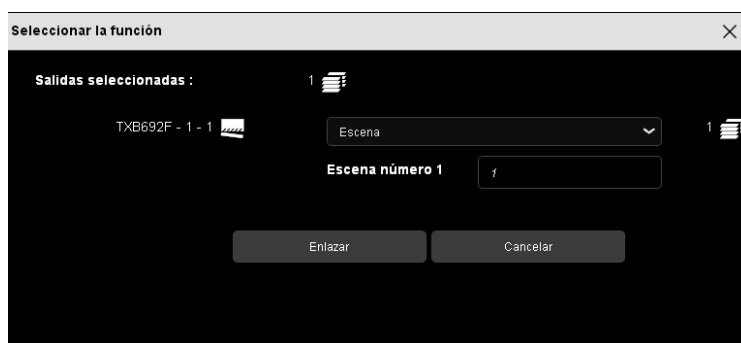 Seleccionar la función
Salidas seleccionadas : 1
TXB692F - 1 - 1 Escena 1
Escena número 1 1
Enlazar Cancelar